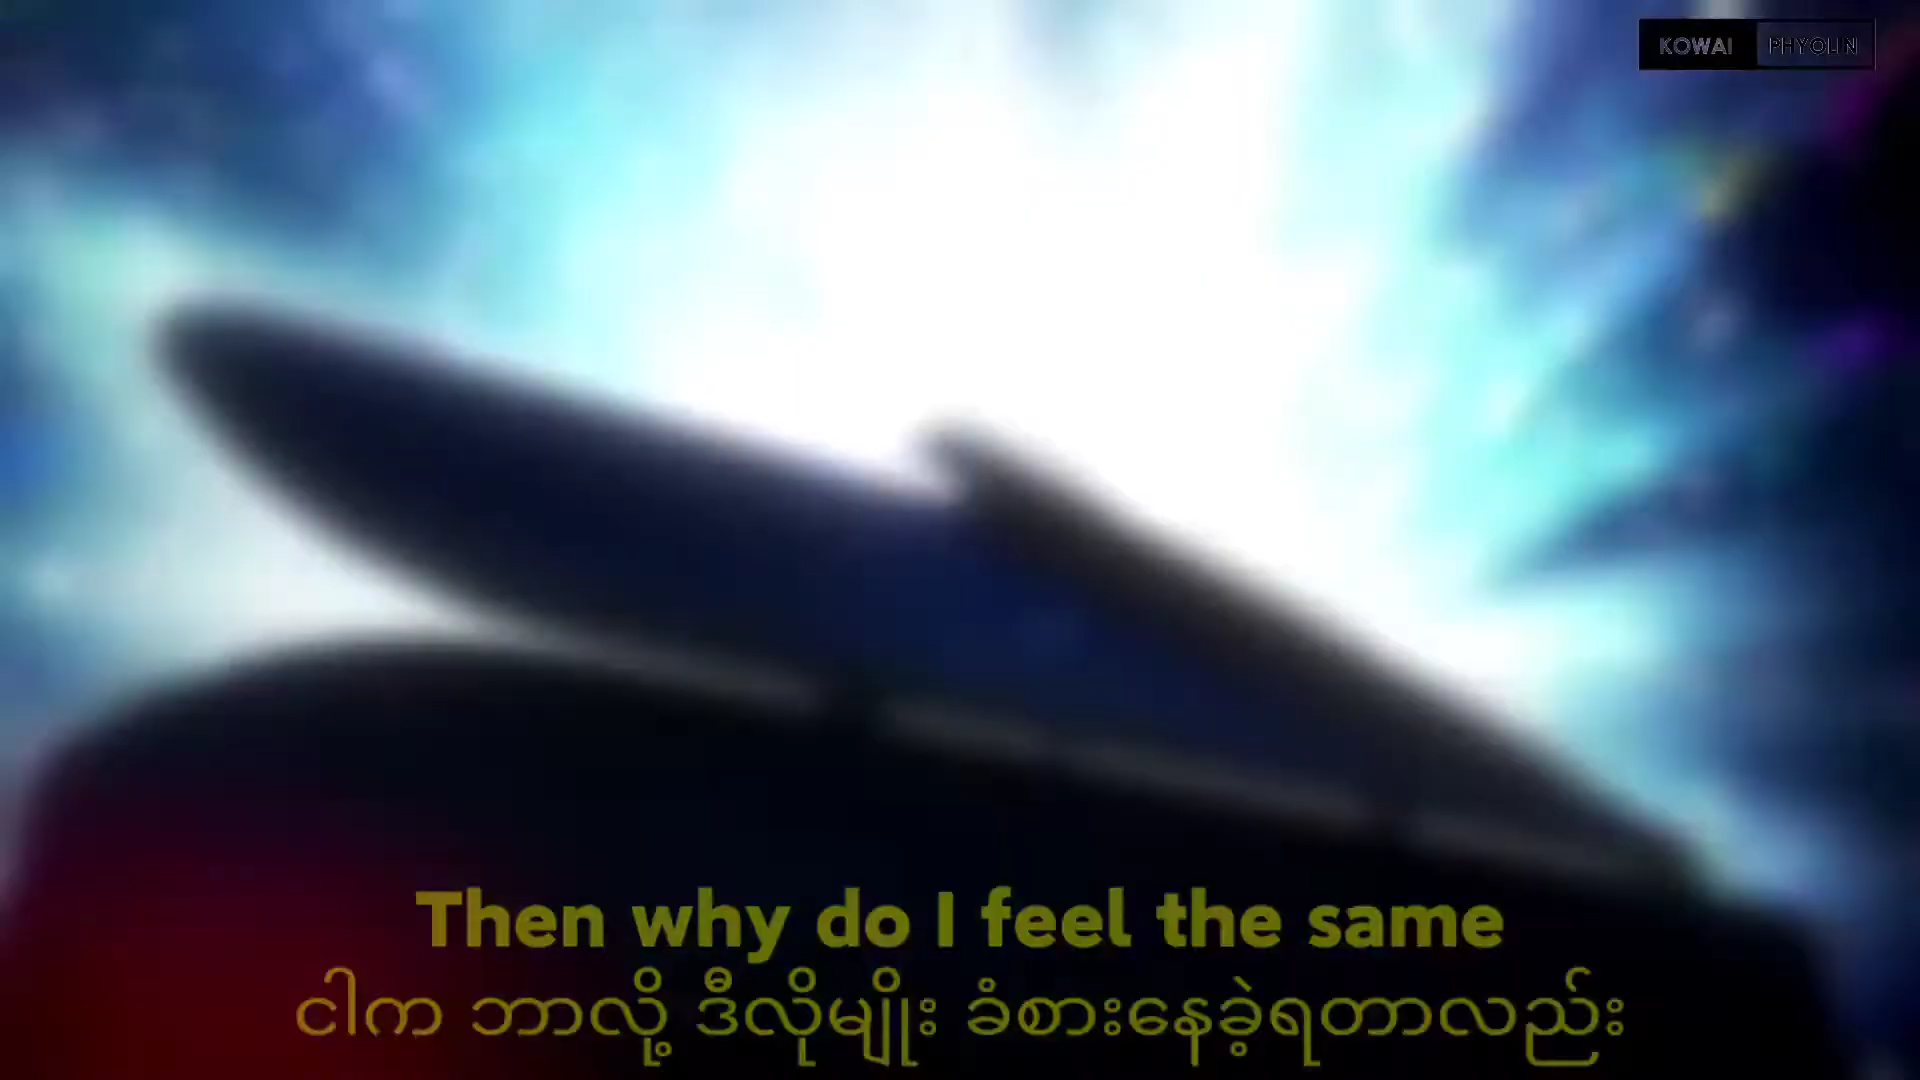 KOWAI PHYOLIN
Then why do I feel the same
ငါက ဘာလို့ ဒီလိုမျိုး ခံစားနေခဲ့ရတာလည်း